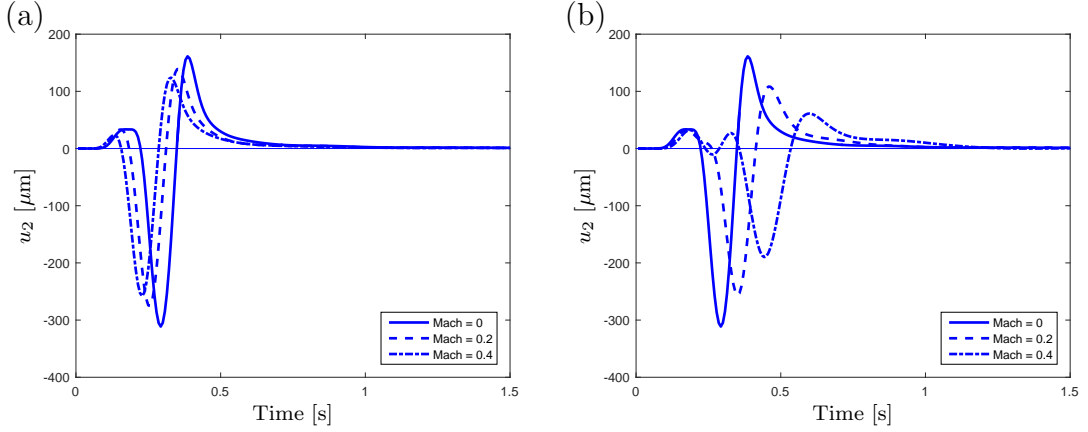 (a)
200
100
0
-100
-200
-300
-400
u₂ [μm]
0
0.5
1
1.5
Time [s]
Mach = 0
Mach = 0.2
Mach = 0.4
(b)
200
100
0
-100
-200
-300
-400
u₂ [μm]
0
0.5
1
1.5
Time [s]
Mach = 0
Mach = 0.2
Mach = 0.4